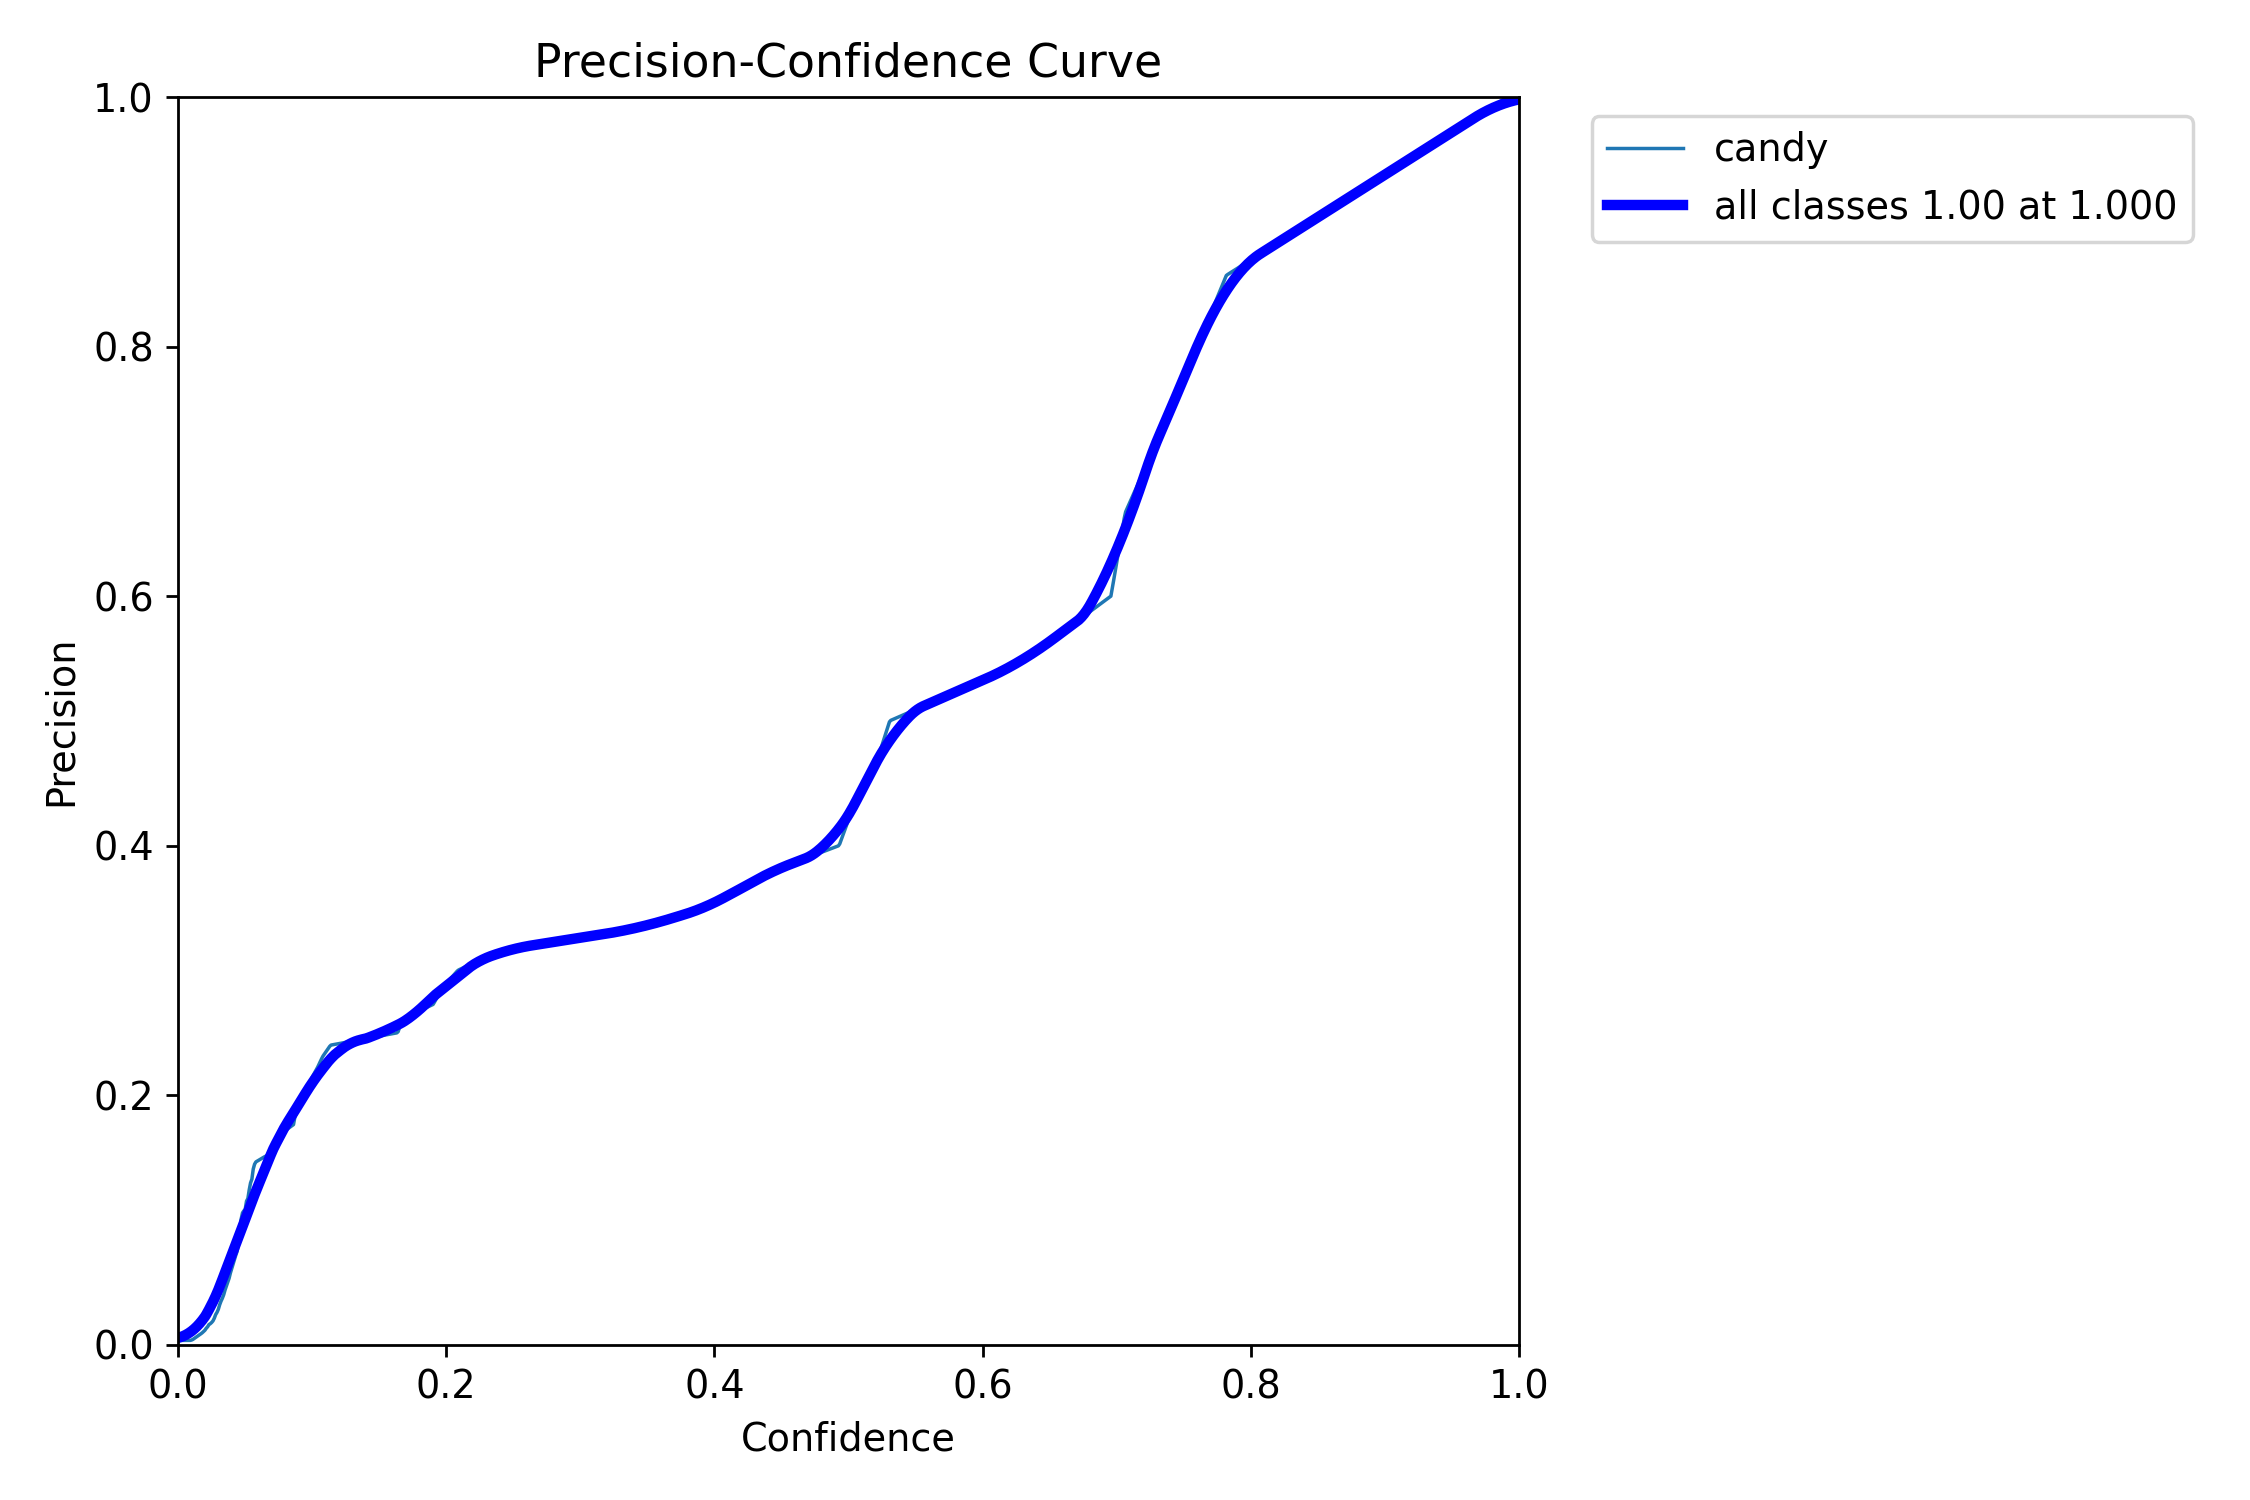 Precision-Confidence Curve
1.0
0.8
0.6
0.4
0.2
0.0
Precision
0.0 0.2 0.4 0.6 0.8 1.0
Confidence
candy
all classes 1.00 at 1.000